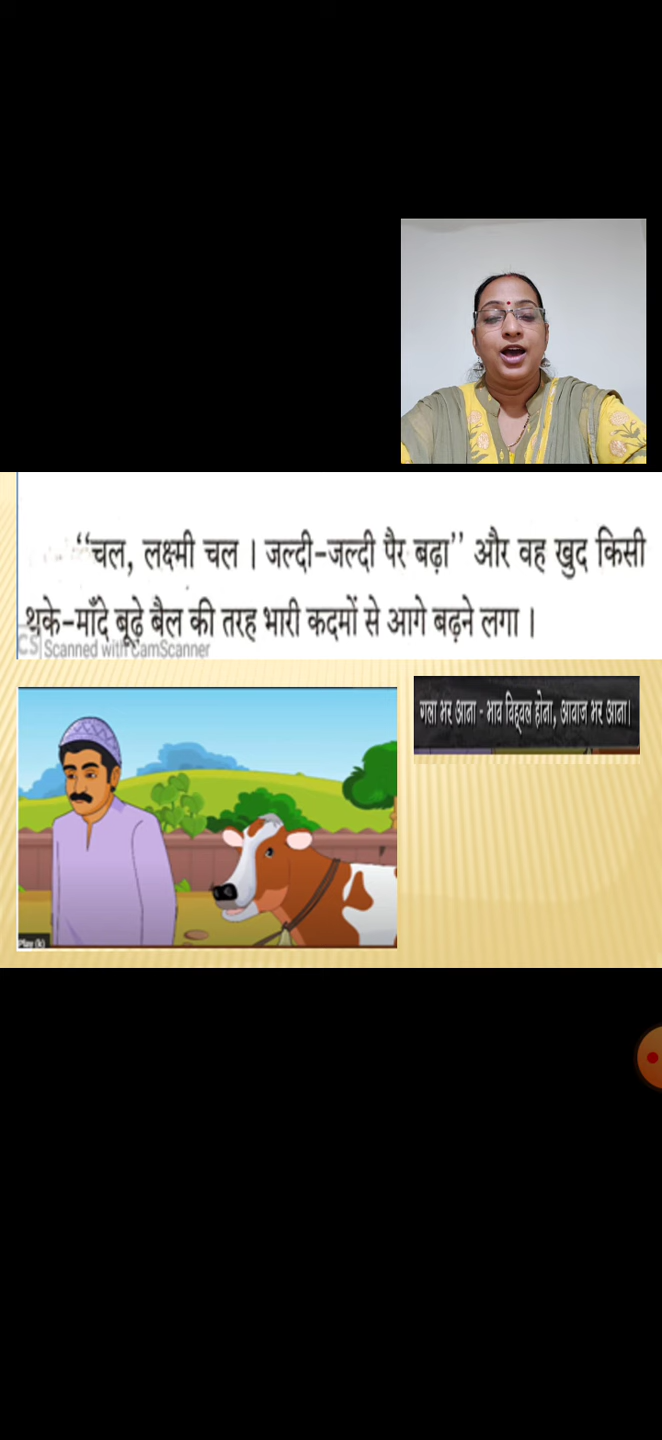 “चल, लक्ष्मी चल । जल्दी-जल्दी पैर बढ़ा” और वह खुद किसी
थके-माँदे बूढ़े बैल की तरह भारी कदमों से आगे बढ़ने लगा ।
CS Scanned with CamScanner
गला भर आना - भाव विह्वल होना, आवाज भर आना।
Play (k)